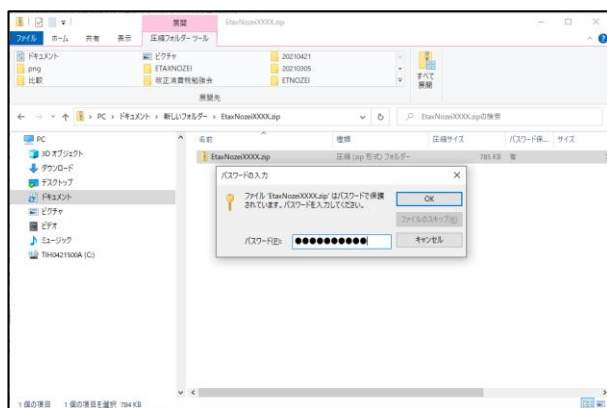 展開
EtaxNozeiXXXX.zip
ファイル ホーム 共有 表示 圧縮フォルダー ツール
ドキュメント ピクチャ 20210421
png ETAXNOZEI 20210305
比較 改正消費税勉強会 ETNOZEI
すべて
展開
展開先
PC › ドキュメント › 新しいフォルダー › EtaxNozeiXXXX.zip
EtaxNozeiXXXX.zipの検索
PC
3D オブジェクト
ダウンロード
デスクトップ
ドキュメント
ピクチャ
ビデオ
ミュージック
TIH0421500A (C:)
名前 種類 圧縮サイズ パスワード保... サイズ
EtaxNozeiXXXX.zip 圧縮 (zip 形式) フォルダー 785 KB 有
パスワードの入力
ファイル 'EtaxNozeiXXXX.zip' はパスワードで保護
されています。パスワードを入力してください。
OK
ファイルのスキップ(S)
パスワード(P): ●●●●●●●●●●
キャンセル
1 個の項目 1 個の項目を選択 784 KB